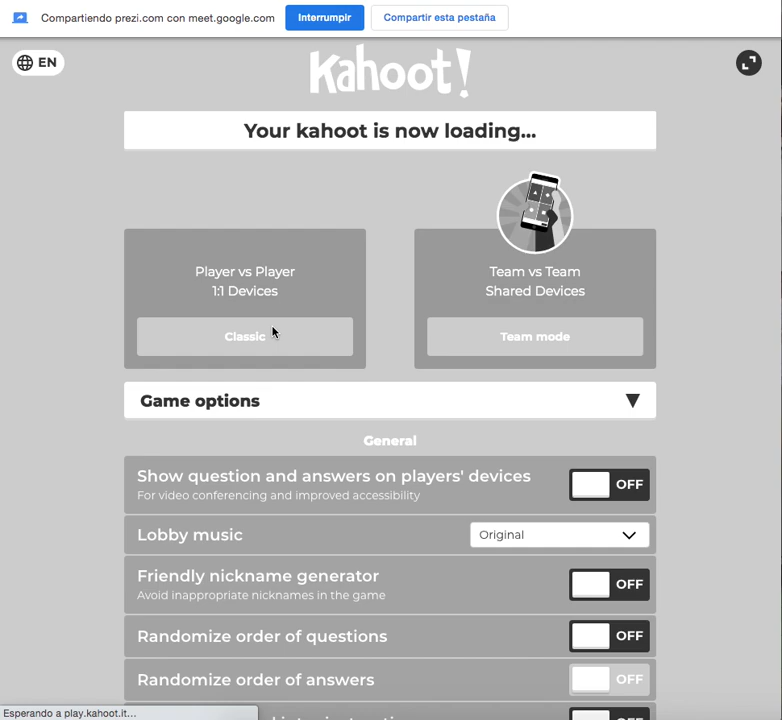 Compartiendo prezi.com con meet.google.com
Interrumpir
Compartir esta pestaña
EN
Kahoot!
Your kahoot is now loading...
Player vs Player
1:1 Devices
Classic
Team vs Team
Shared Devices
Team mode
Game options
General
Show question and answers on players' devices
For video conferencing and improved accessibility
OFF
Lobby music
Original
Friendly nickname generator
Avoid inappropriate nicknames in the game
OFF
Randomize order of questions
OFF
Randomize order of answers
OFF
Esperando a play.kahoot.it...